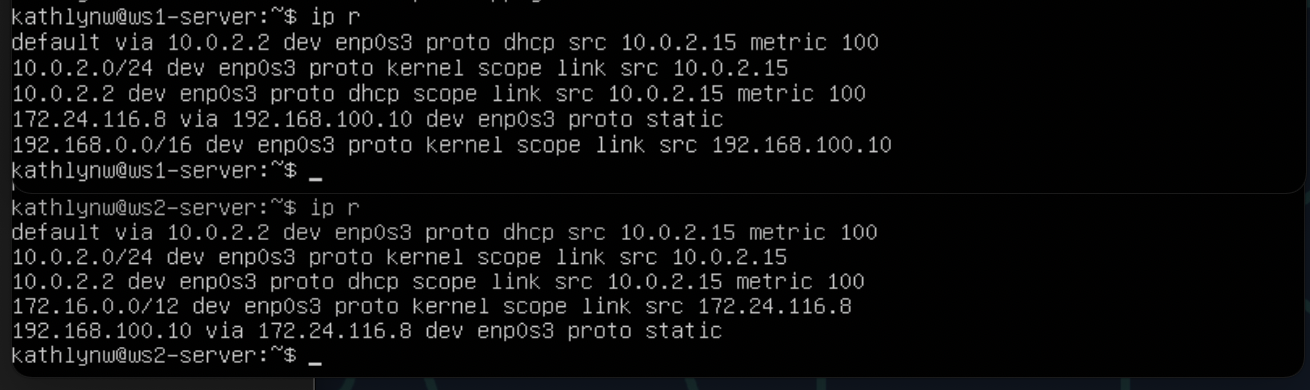 kathlynw@ws1-server:~$ ip r
default via 10.0.2.2 dev enp0s3 proto dhcp src 10.0.2.15 metric 100
10.0.2.0/24 dev enp0s3 proto kernel scope link src 10.0.2.15
10.0.2.2 dev enp0s3 proto dhcp scope link src 10.0.2.15 metric 100
172.24.116.8 via 192.168.100.10 dev enp0s3 proto static
192.168.0.0/16 dev enp0s3 proto kernel scope link src 192.168.100.10
kathlynw@ws1-server:~$ _
kathlynw@ws2-server:~$ ip r
default via 10.0.2.2 dev enp0s3 proto dhcp src 10.0.2.15 metric 100
10.0.2.0/24 dev enp0s3 proto kernel scope link src 10.0.2.15
10.0.2.2 dev enp0s3 proto dhcp scope link src 10.0.2.15 metric 100
172.16.0.0/12 dev enp0s3 proto kernel scope link src 172.24.116.8
192.168.100.10 via 172.24.116.8 dev enp0s3 proto static
kathlynw@ws2-server:~$ _